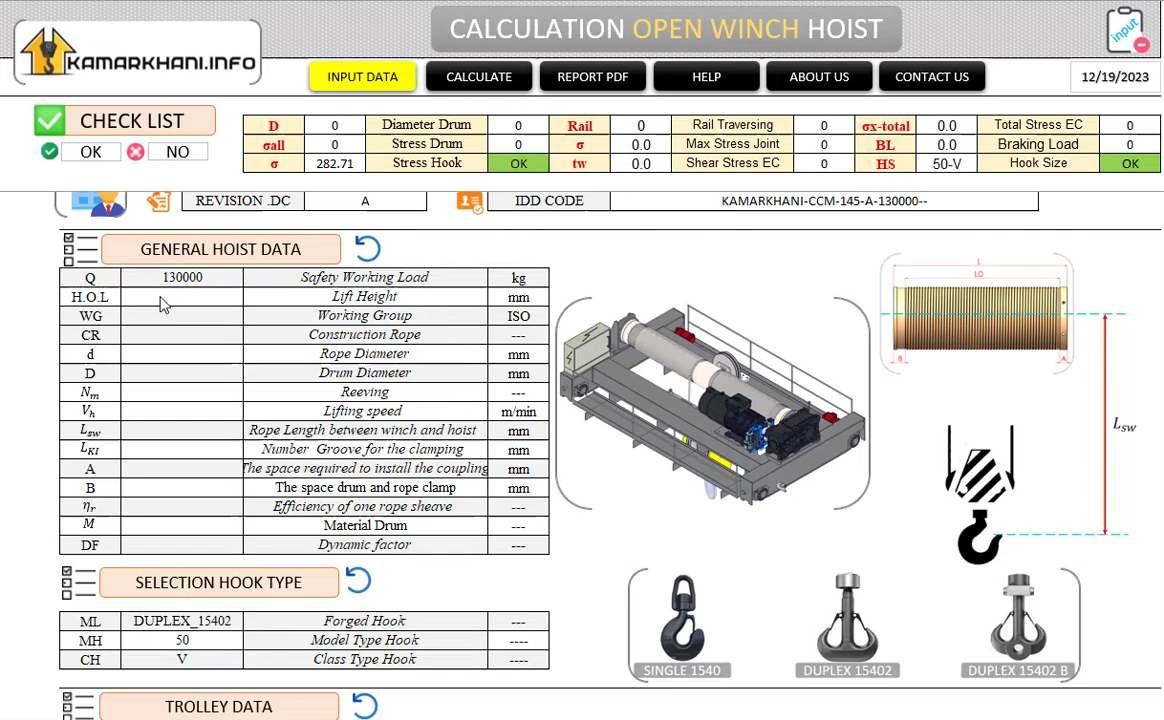 CALCULATION OPEN WINCH HOIST
Input
KAMARKHANI.INFO
INPUT DATA CALCULATE REPORT PDF HELP ABOUT US CONTACT US 12/19/2023
CHECK LIST
OK NO
D 0 Diameter Drum 0 Rail 0 Rail Traversing 0 σx-total 0.0 Total Stress EC 0
σall 0 Stress Drum 0 σ 0.0 Max Stress Joint 0 BL 0.0 Braking Load 0
σ 282.71 Stress Hook OK tw 0.0 Shear Stress EC 0 HS 50-V Hook Size OK
REVISION .DC A IDD CODE KAMARKHANI-CCM-145-A-130000--
GENERAL HOIST DATA
Q 130000 Safety Working Load kg
H.O.L Lift Height mm
WG Working Group ISO
CR Construction Rope ---
d Rope Diameter mm
D Drum Diameter mm
Nm Reeving ---
Vh Lifting speed m/min
Lsw Rope Length between winch and hoist mm
LKI Number Groove for the clamping mm
A The space required to install the coupling mm
B The space drum and rope clamp mm
ηr Efficiency of one rope sheave ---
M Material Drum ---
DF Dynamic factor ---
L
LD
B A
Lsw
SELECTION HOOK TYPE
ML DUPLEX_15402 Forged Hook ---
MH 50 Model Type Hook ----
CH V Class Type Hook ----
SINGLE 1540 DUPLEX 15402 DUPLEX 15402 B
TROLLEY DATA